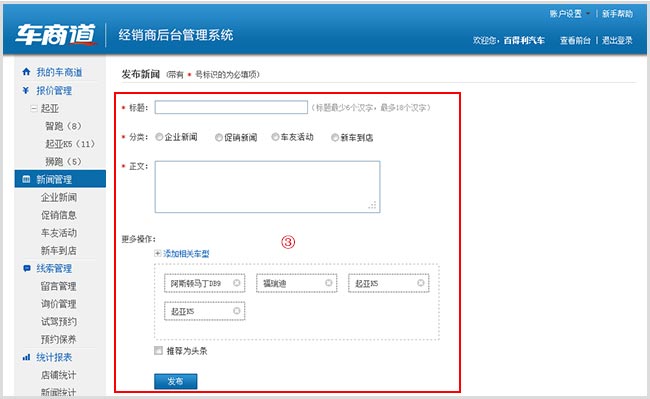 账户设置 | 新手帮助
车商道 经销商后台管理系统
欢迎您，百得利汽车 查看前台 | 退出登录
我的车商道
报价管理
起亚
智跑（8）
起亚K5（11）
狮跑（5）
新闻管理
企业新闻
促销信息
车友活动
新车到店
线索管理
留言管理
询价管理
试驾预约
预约保养
统计报表
店铺统计
新闻统计
发布新闻 (带有 * 号标识的为必填项)
* 标题: (标题最少6个汉字，最多18个汉字)
* 分类: 企业新闻 促销新闻 车友活动 新车到店
* 正文:
更多操作: ③
添加相关车型
阿斯顿马丁DB9 福瑞迪 起亚K5
起亚K5
推荐为头条
发布